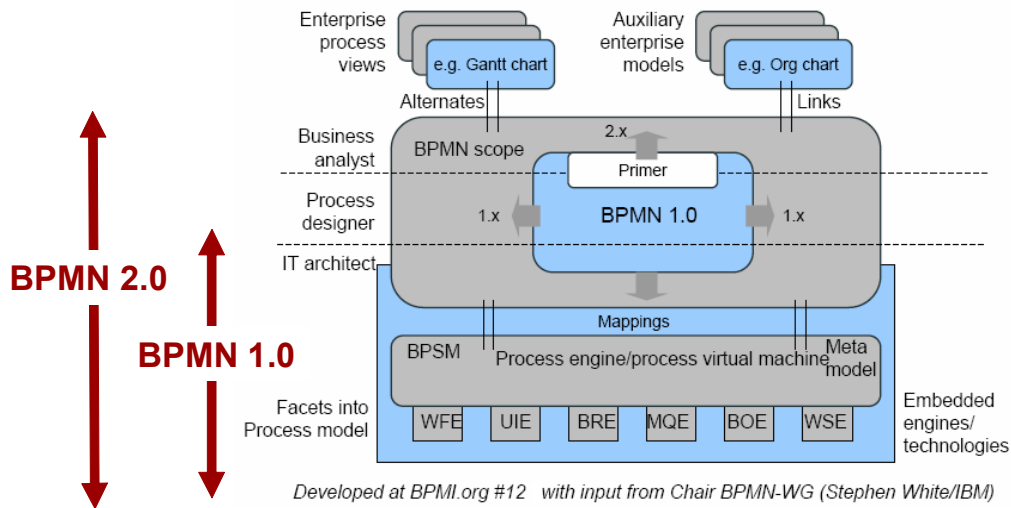 Enterprise
process
views
e.g. Gantt chart
Auxiliary
enterprise
models
e.g. Org chart
Alternates
Links
Business
analyst
BPMN scope
2.x
Primer
Process
designer
1.x
BPMN 1.0
1.x
IT architect
BPMN 2.0
BPMN 1.0
Mappings
BPSM
Process engine/process virtual machine
Meta
model
Facets into
Process model
WFE
UIE
BRE
MQE
BOE
WSE
Embedded
engines/
technologies
Developed at BPMI.org #12 with input from Chair BPMN-WG (Stephen White/IBM)